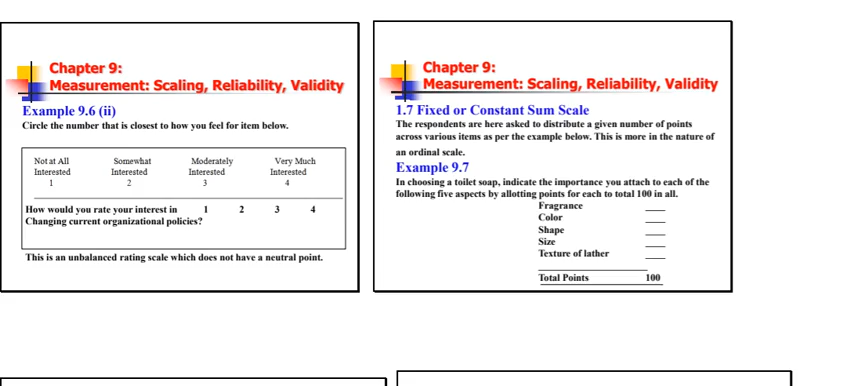 Chapter 9:
Measurement: Scaling, Reliability, Validity
Example 9.6 (ii)
Circle the number that is closest to how you feel for item below.
Not at All Somewhat Moderately Very Much
Interested Interested Interested Interested
1 2 3 4
How would you rate your interest in 1 2 3 4
Changing current organizational policies?
This is an unbalanced rating scale which does not have a neutral point.
Chapter 9:
Measurement: Scaling, Reliability, Validity
1.7 Fixed or Constant Sum Scale
The respondents are here asked to distribute a given number of points
across various items as per the example below. This is more in the nature of
an ordinal scale.
Example 9.7
In choosing a toilet soap, indicate the importance you attach to each of the
following five aspects by allotting points for each to total 100 in all.
Fragrance ____
Color ____
Shape ____
Size ____
Texture of lather ____
Total Points 100